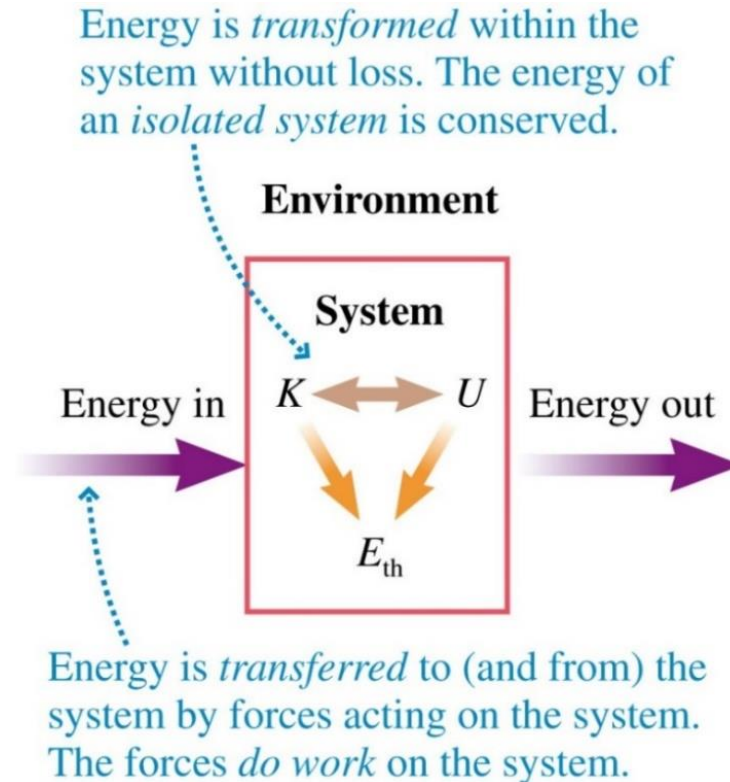 Energy is transformed within the
system without loss. The energy of
an isolated system is conserved.
Environment
System
Energy in
K
U
Energy out
E_th
Energy is transferred to (and from) the
system by forces acting on the system.
The forces do work on the system.